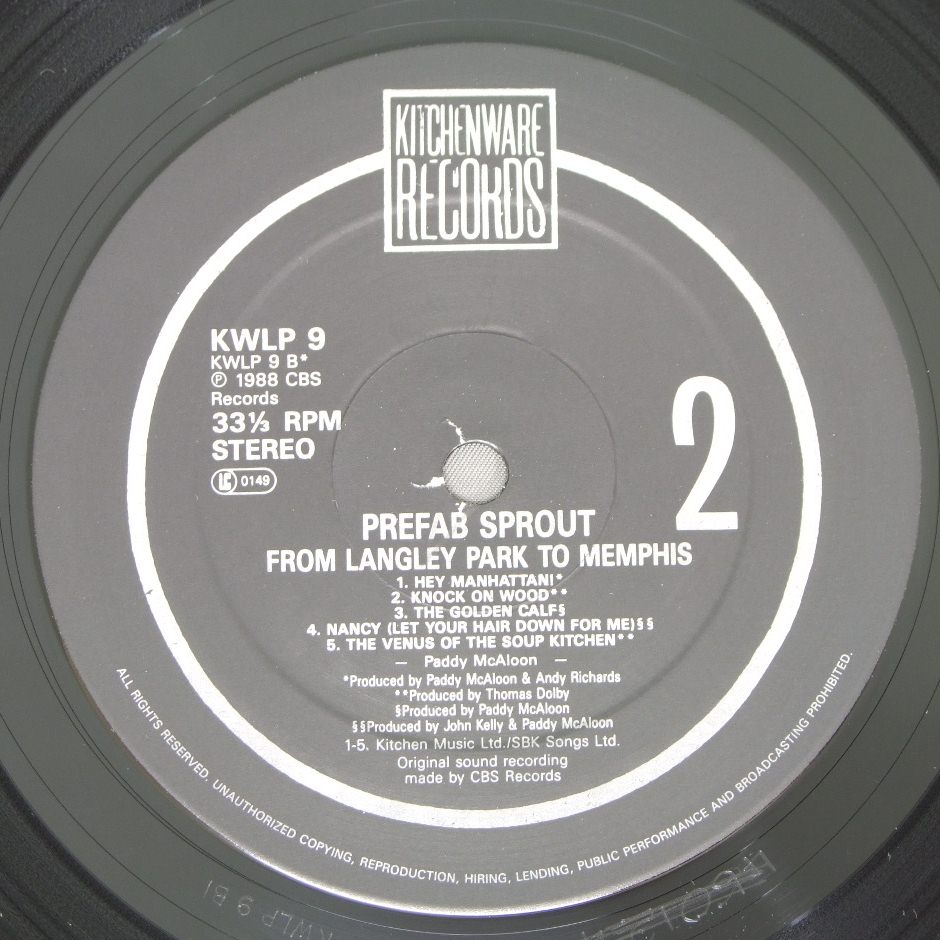 KITCHENWARE
RECORDS
KWLP 9
KWLP 9 B*
℗ 1988 CBS
Records
33⅓ RPM
STEREO
LC 0149
2
PREFAB SPROUT
FROM LANGLEY PARK TO MEMPHIS
1. HEY MANHATTAN!*
2. KNOCK ON WOOD**
3. THE GOLDEN CALF§
4. NANCY (LET YOUR HAIR DOWN FOR ME)§§
5. THE VENUS OF THE SOUP KITCHEN**
— Paddy McAloon —
*Produced by Paddy McAloon & Andy Richards
**Produced by Thomas Dolby
§Produced by Paddy McAloon
§§Produced by John Kelly & Paddy McAloon
1-5. Kitchen Music Ltd./SBK Songs Ltd.
Original sound recording
made by CBS Records
ALL RIGHTS RESERVED. UNAUTHORIZED COPYING, REPRODUCTION, HIRING, LENDING, PUBLIC PERFORMANCE AND BROADCASTING PROHIBITED.
KWLP 9 B1